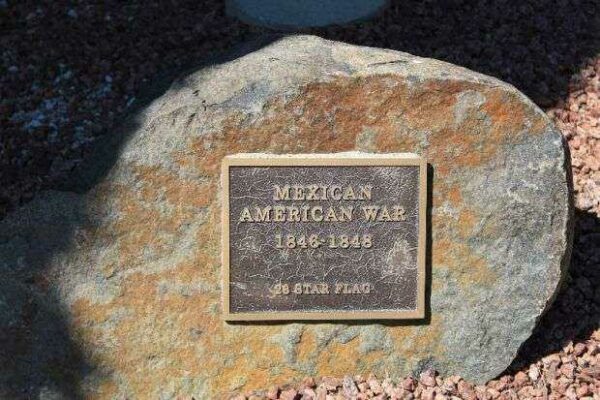 MEXICAN
AMERICAN WAR
1846-1848
28 STAR FLAG